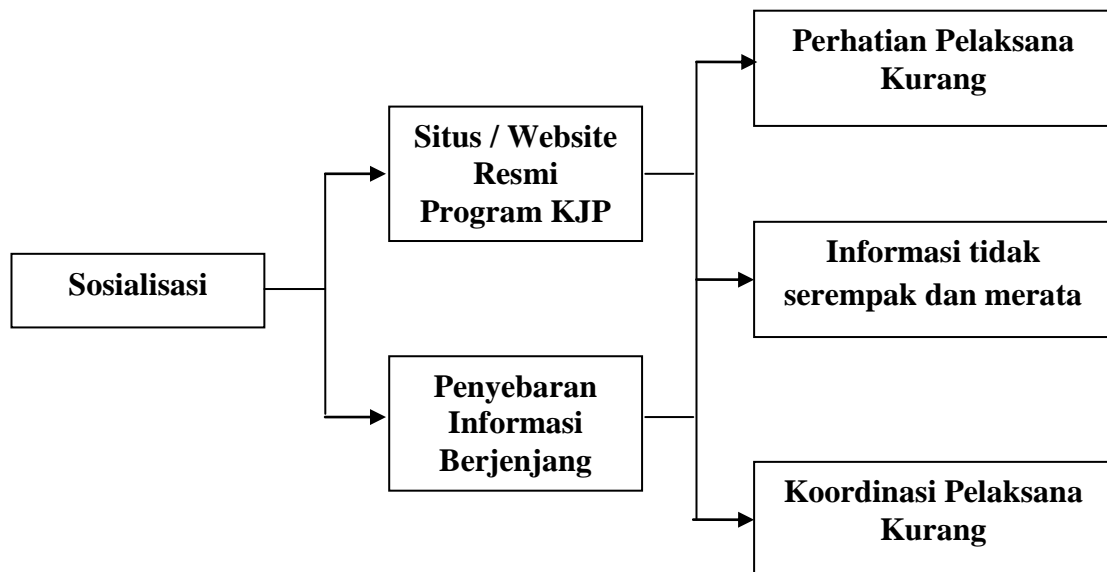 Sosialisasi
Situs / Website
Resmi
Program KJP
Penyebaran
Informasi
Berjenjang
Perhatian Pelaksana
Kurang
Informasi tidak
serempak dan merata
Koordinasi Pelaksana
Kurang